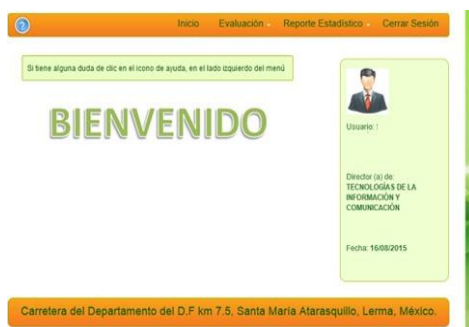 Inicio Evaluación Reporte Estadístico Cerrar Sesión
Si tiene alguna duda de clic en el icono de ayuda, en el lado izquierdo del menú
BIENVENIDO
Usuario:
Director (a) de:
TECNOLOGÍAS DE LA
INFORMACIÓN Y
COMUNICACIÓN
Fecha: 16/08/2015
Carretera del Departamento del D.F km 7.5, Santa María Atarasquillo, Lerma, México.